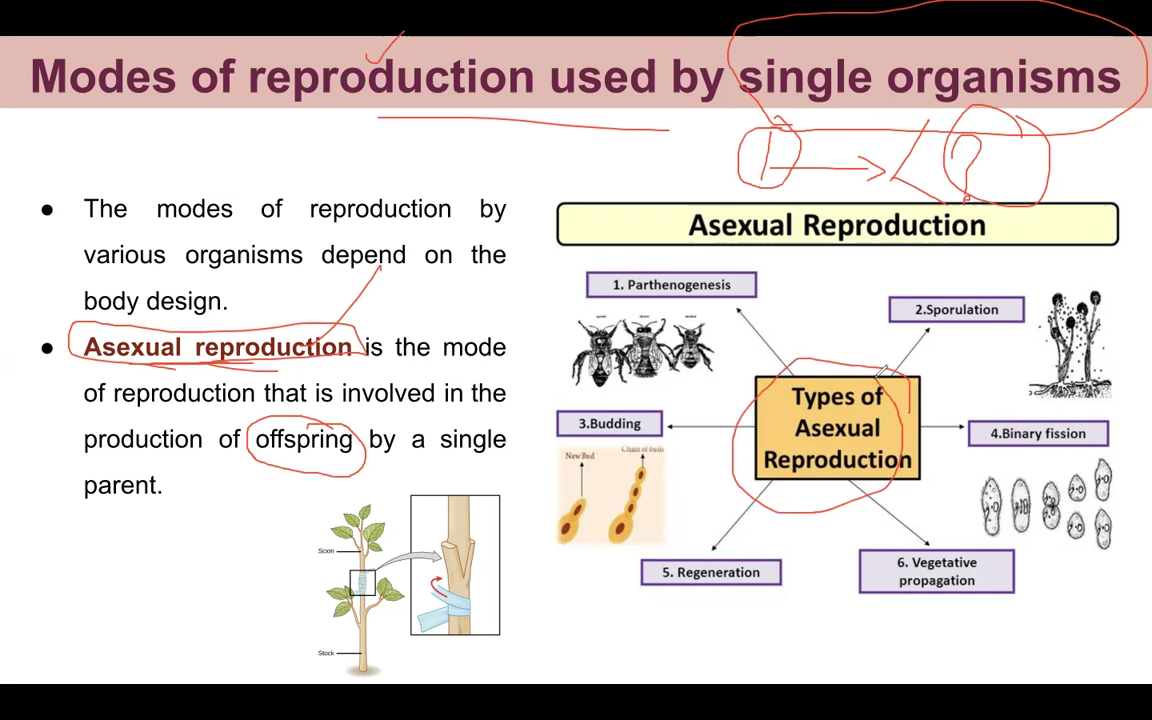 Modes of reproduction used by single organisms
1 ?
● The modes of reproduction by
various organisms depend on the
body design.
● Asexual reproduction is the mode
of reproduction that is involved in the
production of offspring by a single
parent.
Scion
Stock
Asexual Reproduction
1. Parthenogenesis
2.Sporulation
Types of
Asexual
Reproduction
3.Budding
New Bud
Chain of buds
4.Binary fission
5. Regeneration
6. Vegetative
propagation